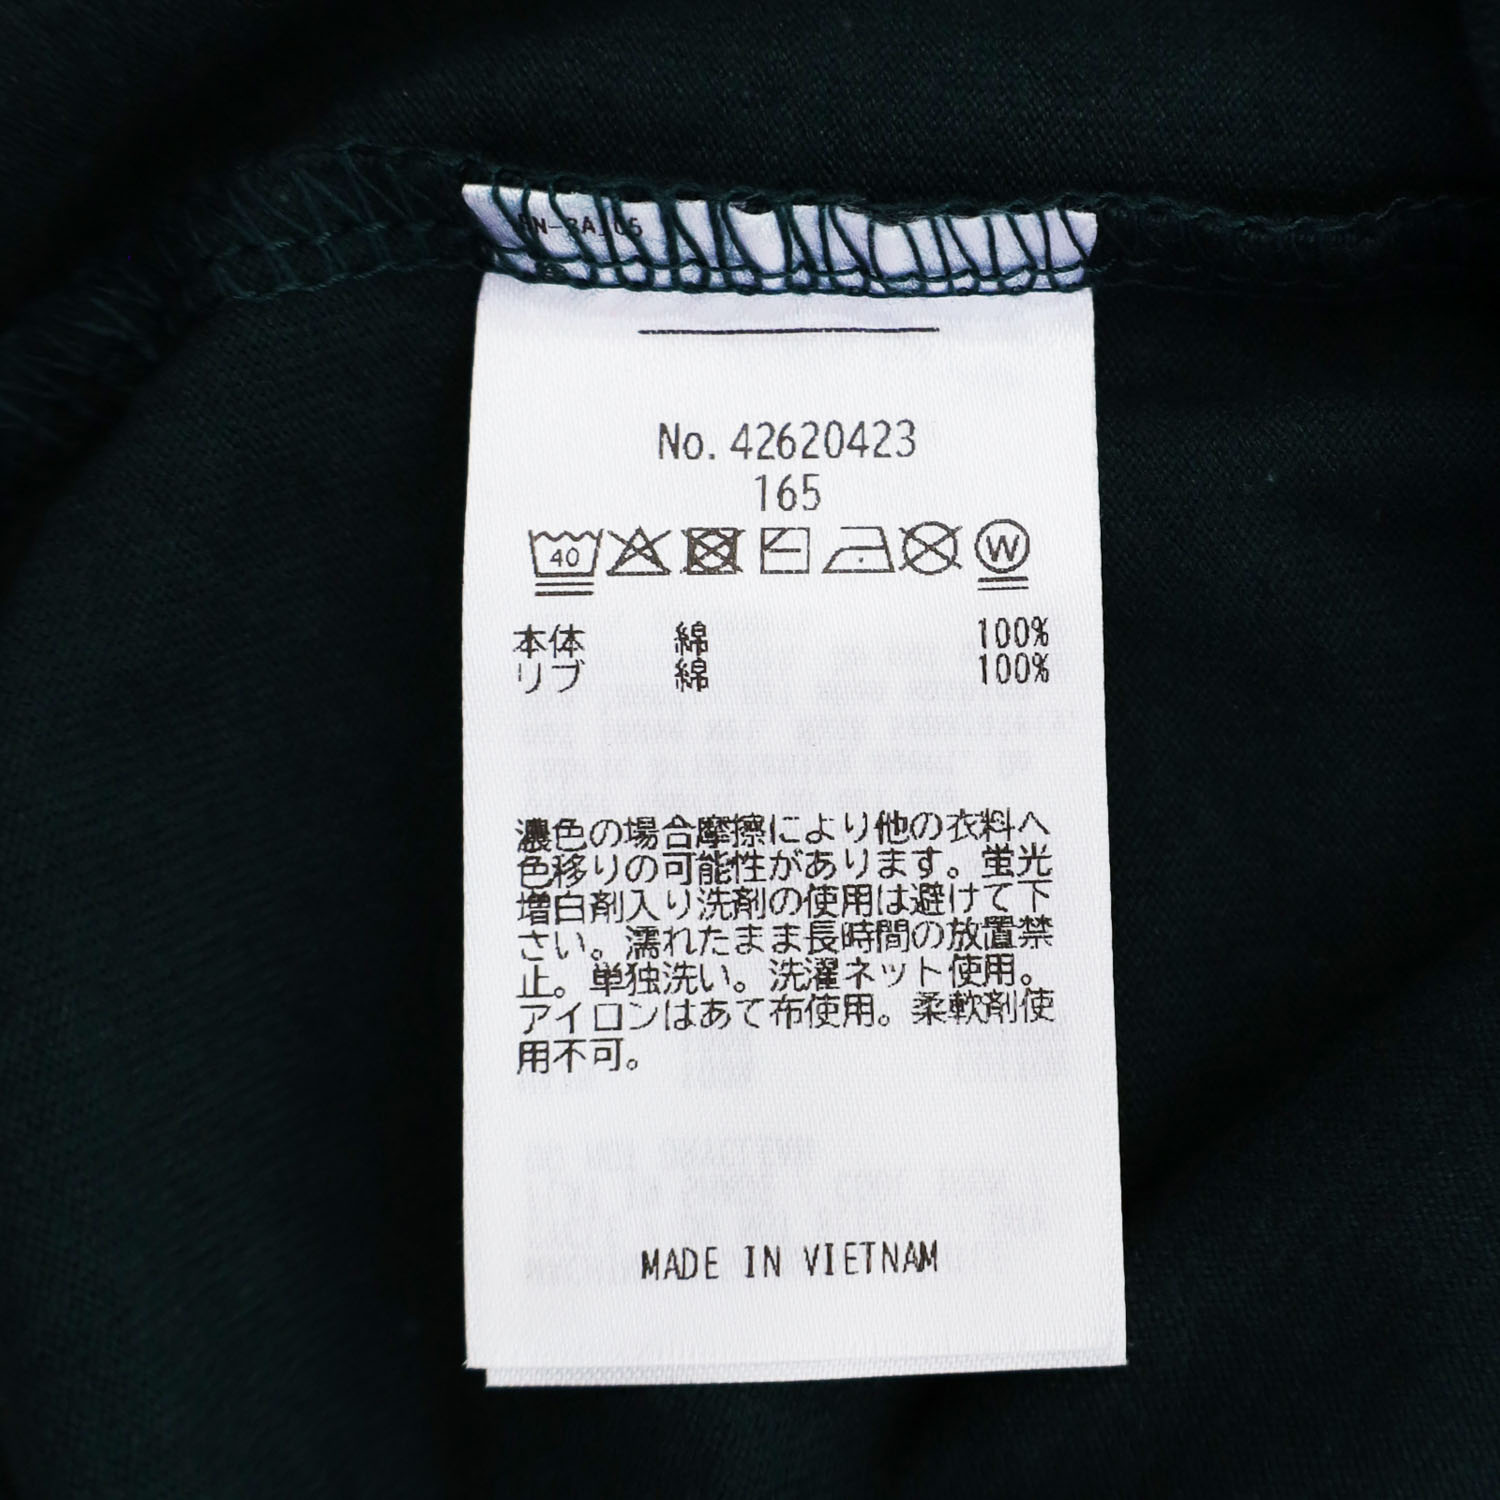 No. 42620423
165
40 W
本体 綿 100%
リブ 綿 100%
濃色の場合摩擦により他の衣料へ
色移りの可能性があります。蛍光
増白剤入り洗剤の使用は避けて下
さい。濡れたまま長時間の放置禁
止。単独洗い。洗濯ネット使用。
アイロンはあて布使用。柔軟剤使
用不可。
MADE IN VIETNAM